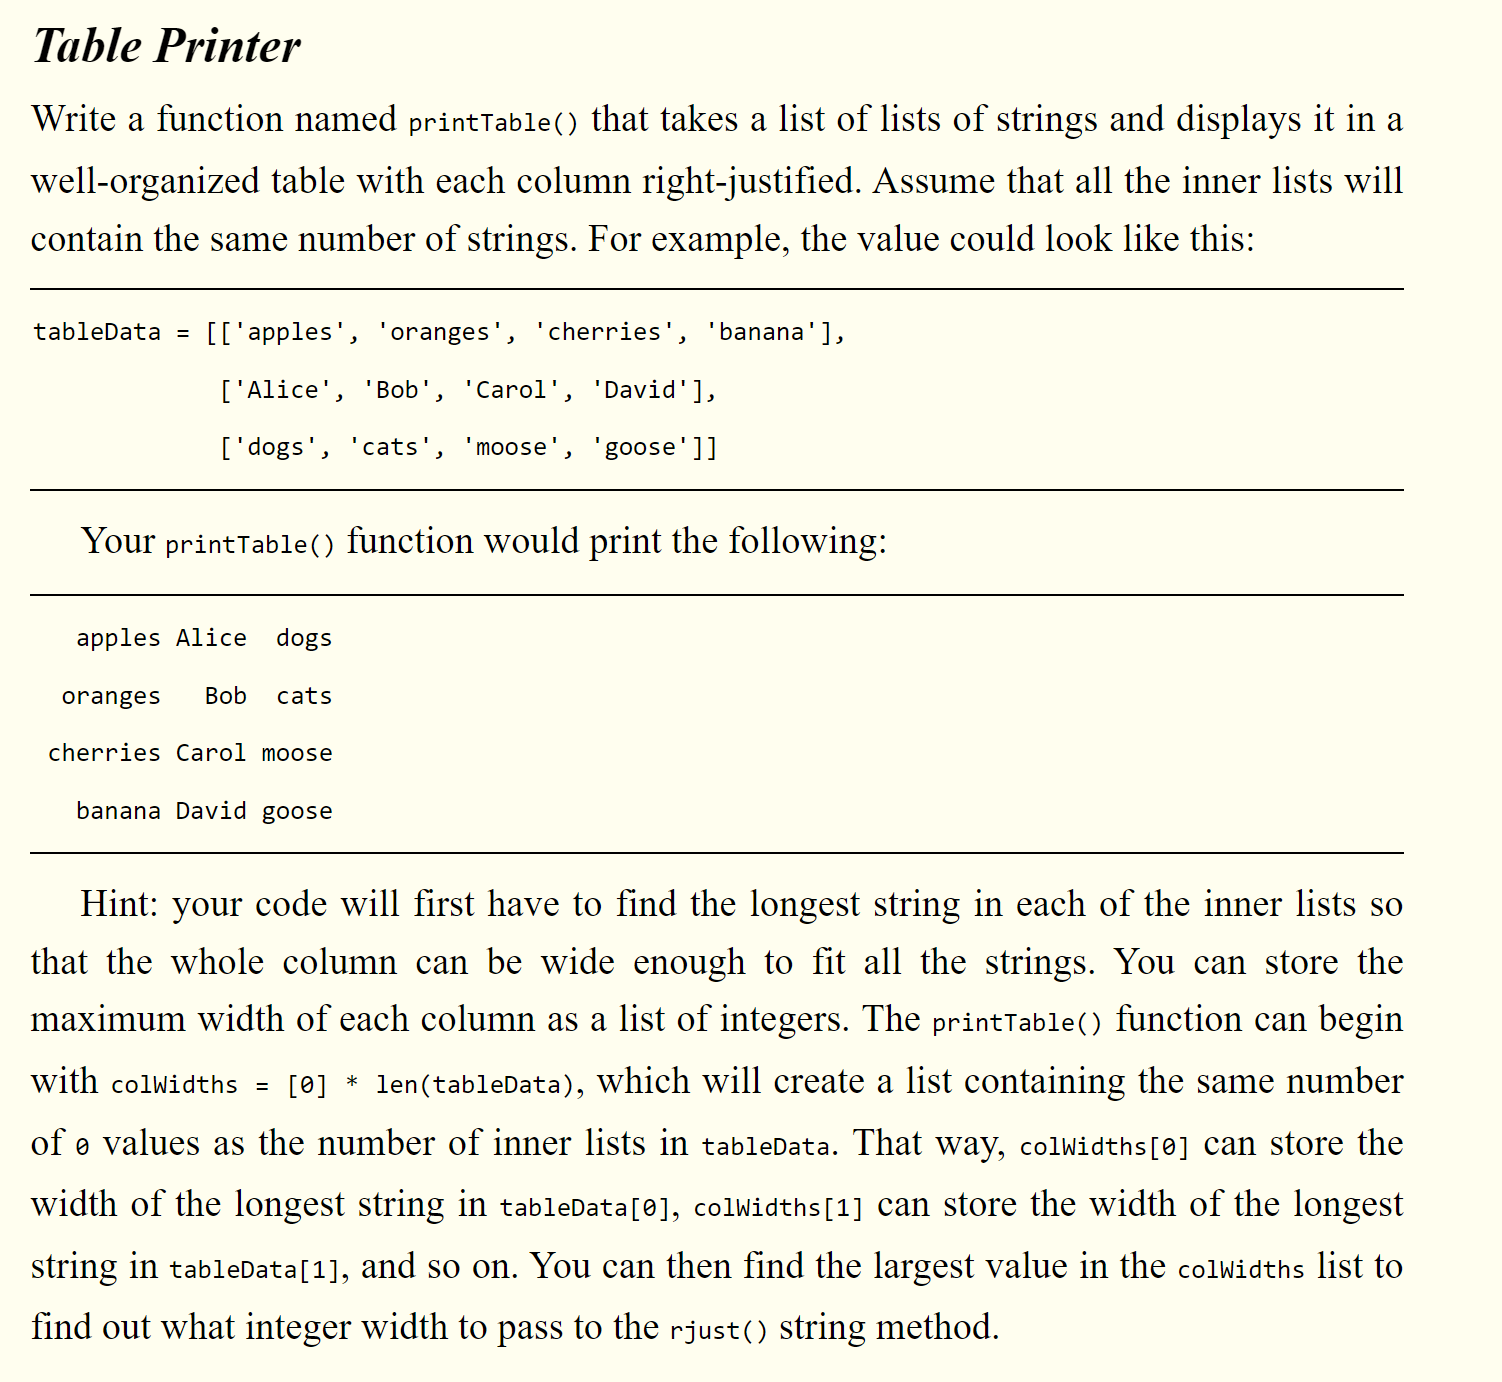 Table Printer
Write a function named printTable() that takes a list of lists of strings and displays it in a
well-organized table with each column right-justified. Assume that all the inner lists will
contain the same number of strings. For example, the value could look like this:
tableData = [['apples', 'oranges', 'cherries', 'banana'],
             ['Alice', 'Bob', 'Carol', 'David'],
             ['dogs', 'cats', 'moose', 'goose']]
Your printTable() function would print the following:
   apples Alice  dogs
  oranges   Bob  cats
 cherries Carol moose
   banana David goose
Hint: your code will first have to find the longest string in each of the inner lists so
that the whole column can be wide enough to fit all the strings. You can store the
maximum width of each column as a list of integers. The printTable() function can begin
with colWidths = [0] * len(tableData), which will create a list containing the same number
of 0 values as the number of inner lists in tableData. That way, colWidths[0] can store the
width of the longest string in tableData[0], colWidths[1] can store the width of the longest
string in tableData[1], and so on. You can then find the largest value in the colWidths list to
find out what integer width to pass to the rjust() string method.